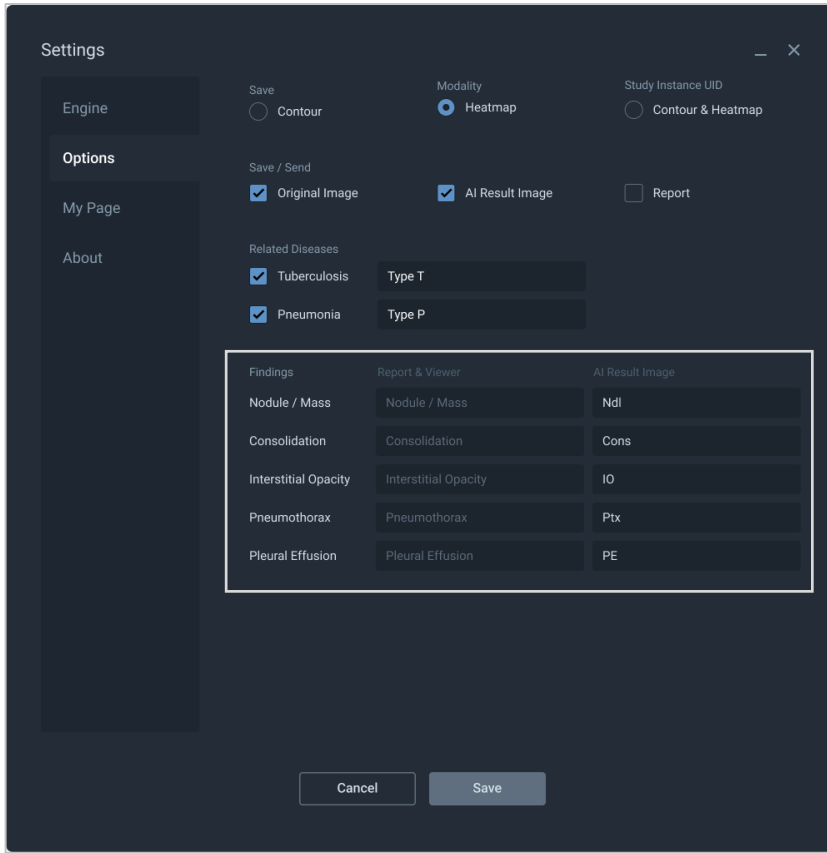 Settings
Engine
Options
My Page
About
Save Modality Study Instance UID
Contour Heatmap Contour & Heatmap
Save / Send
Original Image AI Result Image Report
Related Diseases
Tuberculosis Type T
Pneumonia Type P
Findings Report & Viewer AI Result Image
Nodule / Mass Nodule / Mass Ndl
Consolidation Consolidation Cons
Interstitial Opacity Interstitial Opacity IO
Pneumothorax Pneumothorax Ptx
Pleural Effusion Pleural Effusion PE
Cancel Save